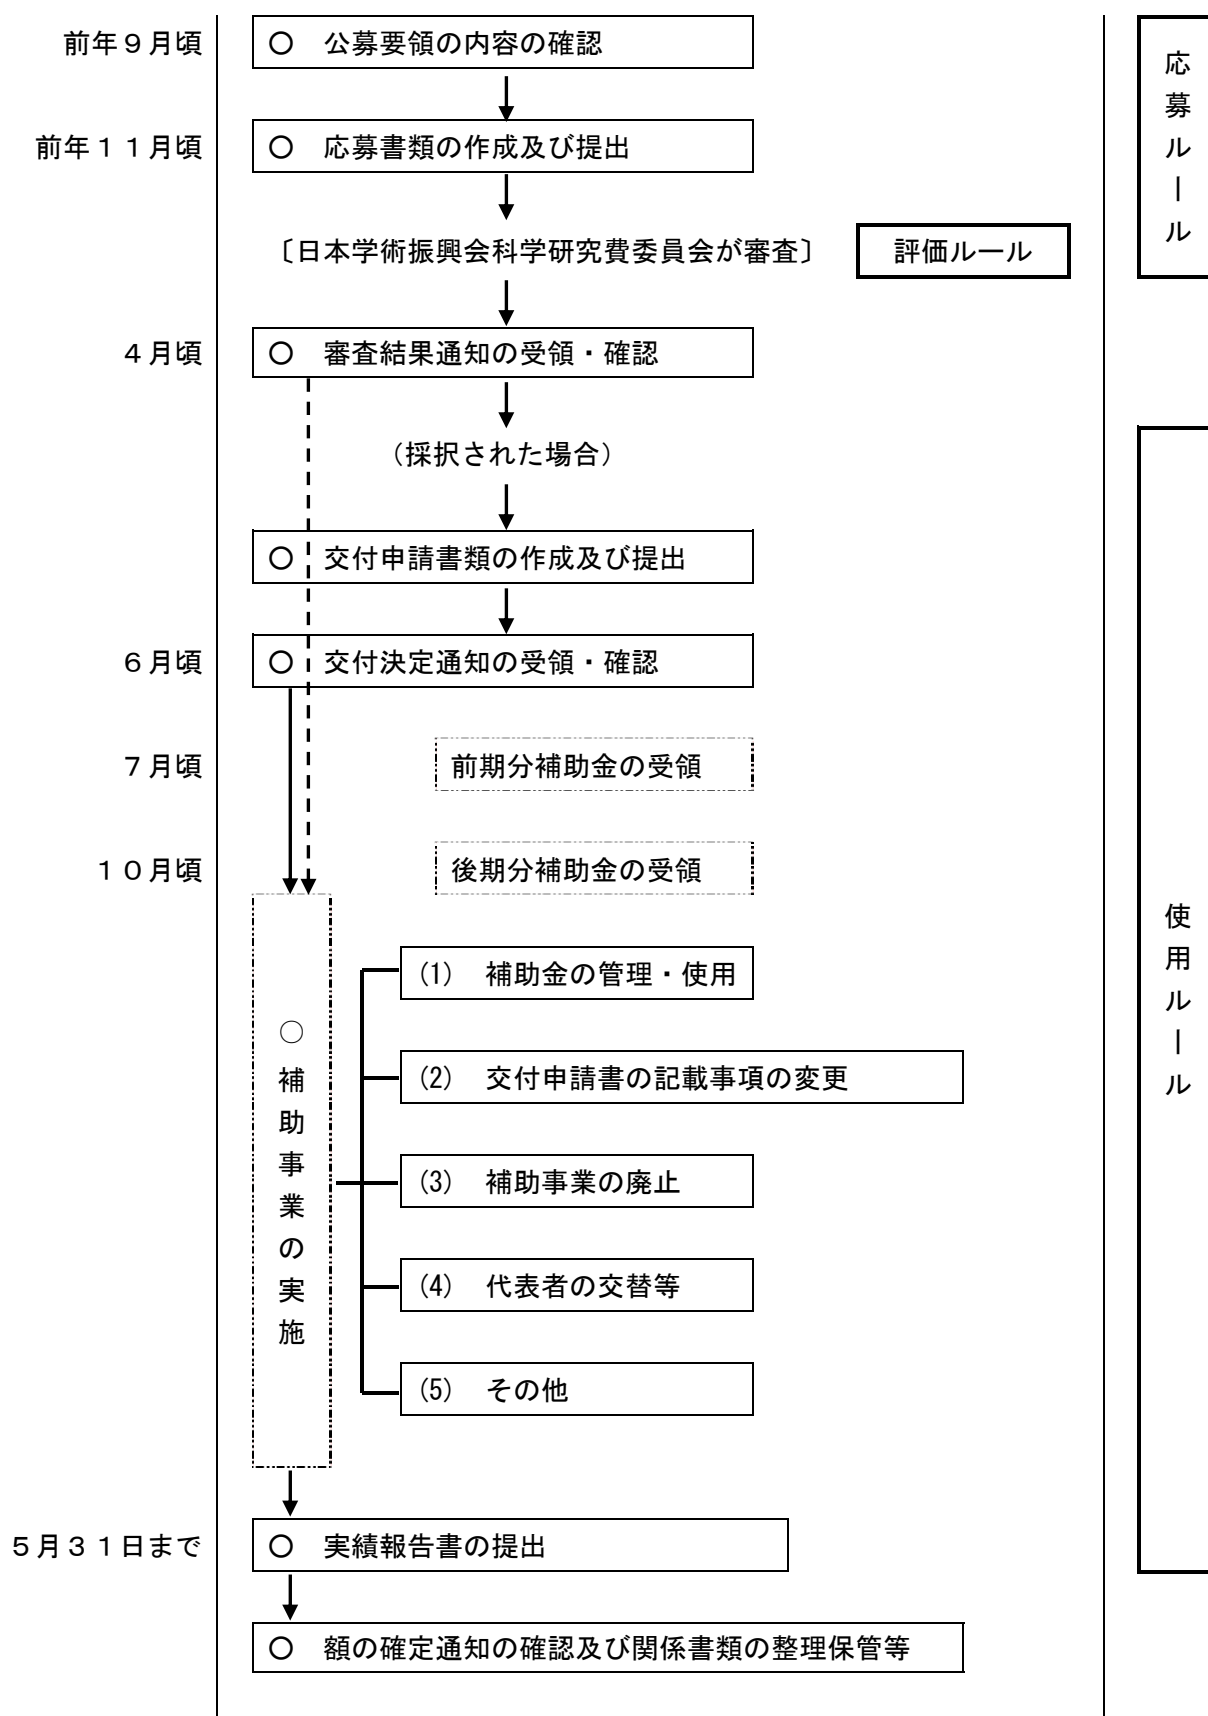 前年９月頃
○　公募要領の内容の確認
前年１１月頃
○　応募書類の作成及び提出
〔日本学術振興会科学研究費委員会が審査〕
評価ルール
応募ルール
４月頃
○　審査結果通知の受領・確認
（採択された場合）
○　交付申請書類の作成及び提出
６月頃
○　交付決定通知の受領・確認
７月頃
前期分補助金の受領
１０月頃
後期分補助金の受領
○補助事業の実施
(1)　補助金の管理・使用
(2)　交付申請書の記載事項の変更
(3)　補助事業の廃止
(4)　代表者の交替等
(5)　その他
使用ルール
５月３１日まで
○　実績報告書の提出
○　額の確定通知の確認及び関係書類の整理保管等